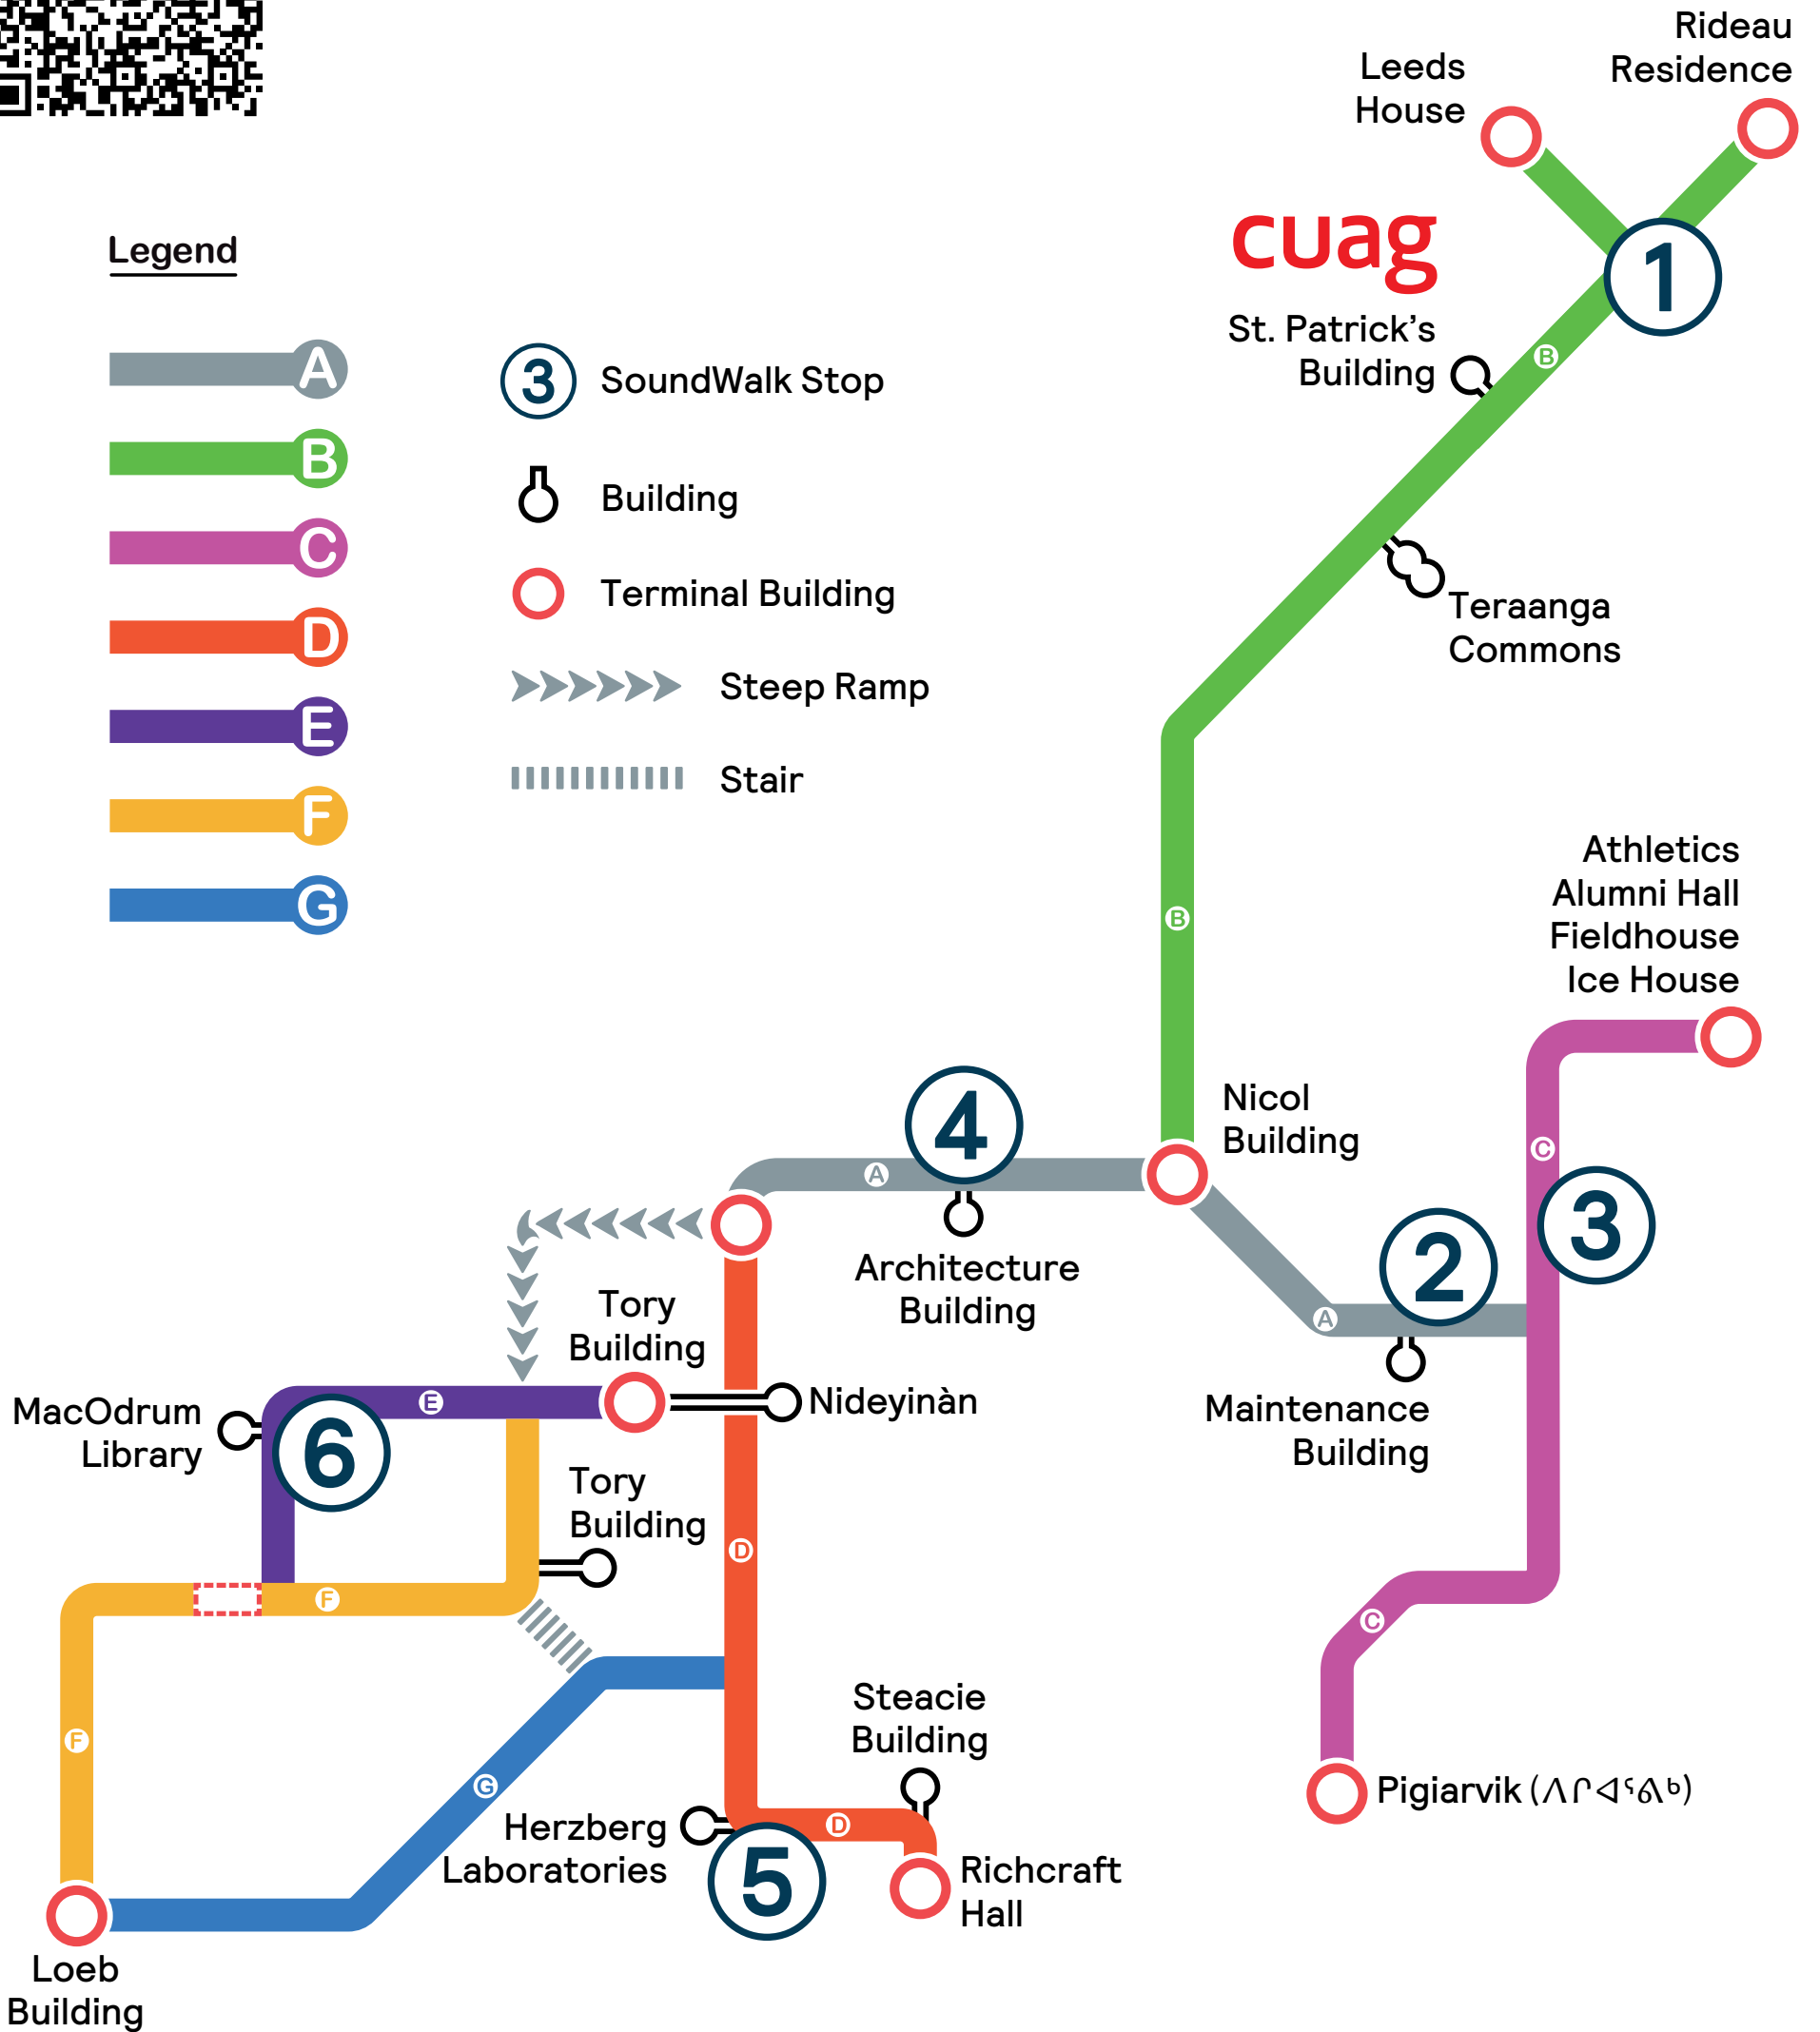 Rideau
Residence
Leeds
House
cuag
1
St. Patrick's
Building
B
Legend
A
B
C
D
E
F
G
3
SoundWalk Stop
Building
Terminal Building
Steep Ramp
Stair
Teraanga
Commons
B
Athletics
Alumni Hall
Fieldhouse
Ice House
Nicol
Building
4
A
C
3
2
A
Architecture
Building
Maintenance
Building
Tory
Building
Nideyinàn
MacOdrum
Library
E
6
Tory
Building
D
F
F
C
G
Steacie
Building
Herzberg
Laboratories
D
5
Richcraft
Hall
Pigiarvik (ᐱᒋᐊᕐᕕᒃ)
Loeb
Building